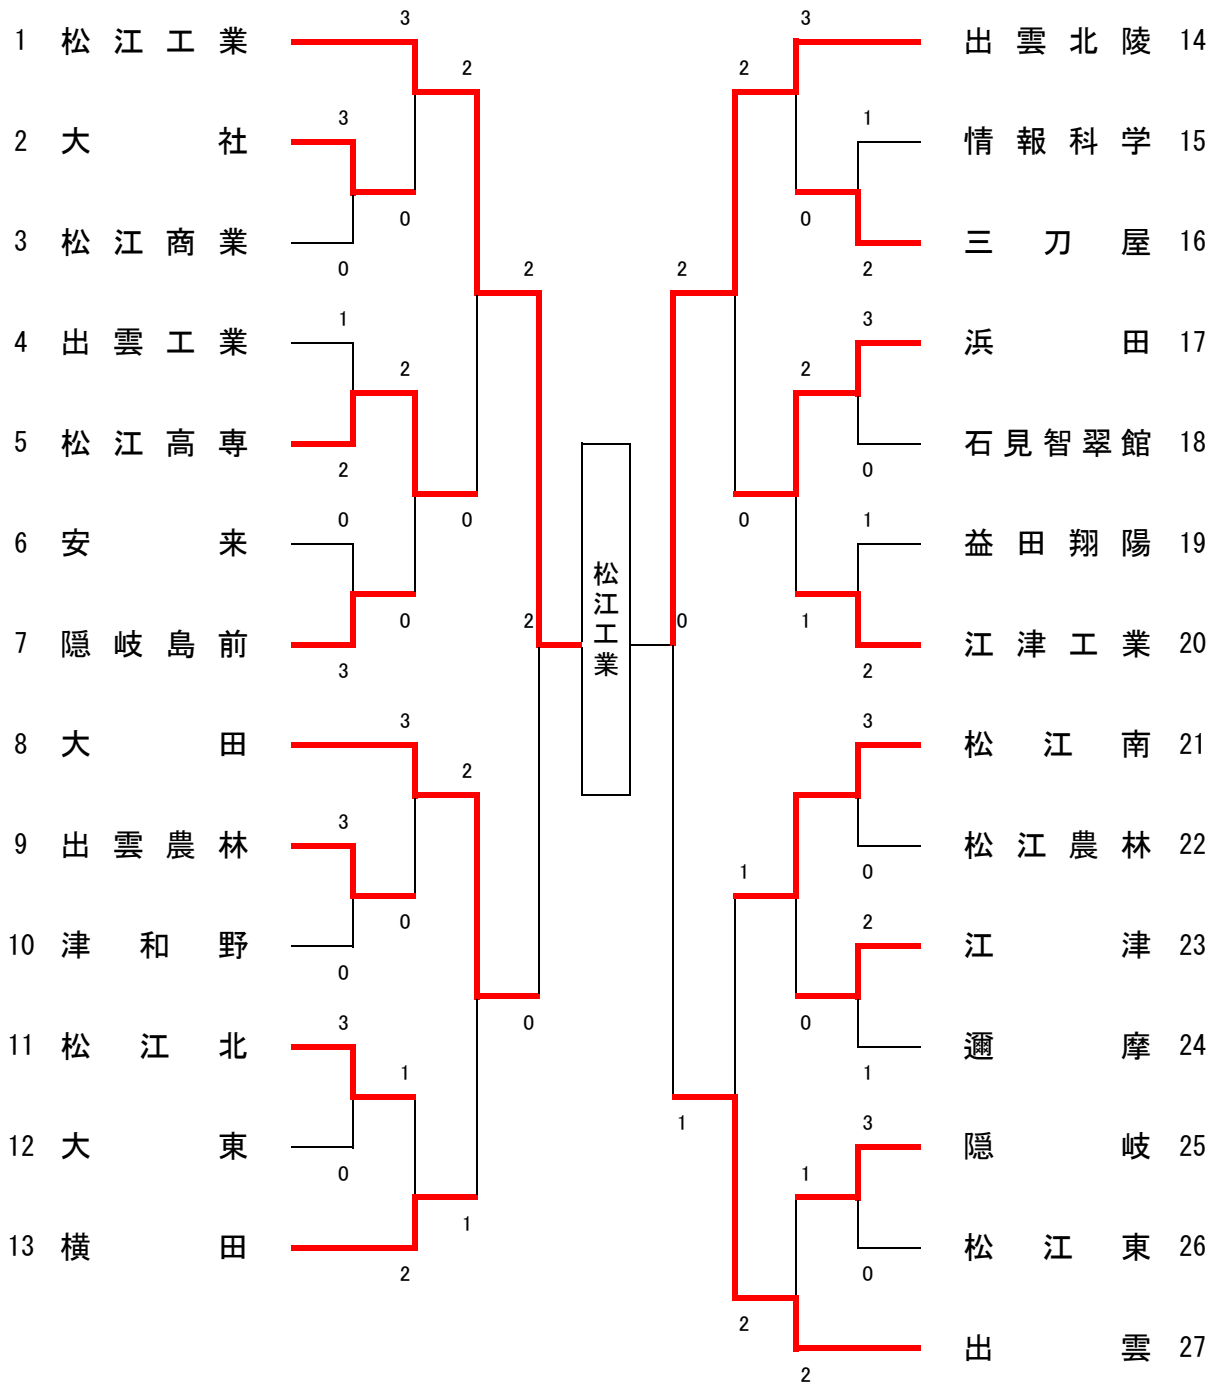 1 松江工業
2 大社
3 松江商業
4 出雲工業
5 松江高専
6 安来
7 隠岐島前
8 大田
9 出雲農林
10 津和野
11 松江北
12 大東
13 横田
3
3
0
0
1
2
2
0
0
3
3
3
0
0
3
0
1
2
2
0
2
1
2
0
2
松江工業
0
2
1
2
0
1
2
3
0
2
1
0
1
2
1
2
3
0
1
2
3
0
2
1
3
0
出雲北陵 14
情報科学 15
三刀屋 16
浜田 17
石見智翠館 18
益田翔陽 19
江津工業 20
松江南 21
松江農林 22
江津 23
邇摩 24
隠岐 25
松江東 26
出雲 27